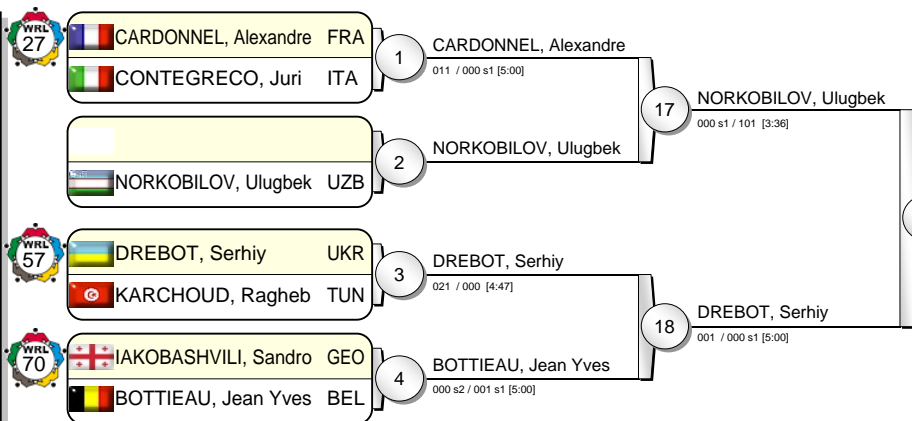 WRL
27
CARDONNEL, Alexandre FRA
CONTEGRECO, Juri ITA
1
CARDONNEL, Alexandre
011 / 000 s1 [5:00]
NORKOBILOV, Ulugbek UZB
2
NORKOBILOV, Ulugbek
17
NORKOBILOV, Ulugbek
000 s1 / 101 [3:36]
WRL
57
DREBOT, Serhiy UKR
KARCHOUD, Ragheb TUN
3
DREBOT, Serhiy
021 / 000 [4:47]
WRL
70
IAKOBASHVILI, Sandro GEO
BOTTIEAU, Jean Yves BEL
4
BOTTIEAU, Jean Yves
000 s2 / 001 s1 [5:00]
18
DREBOT, Serhiy
001 / 000 s1 [5:00]